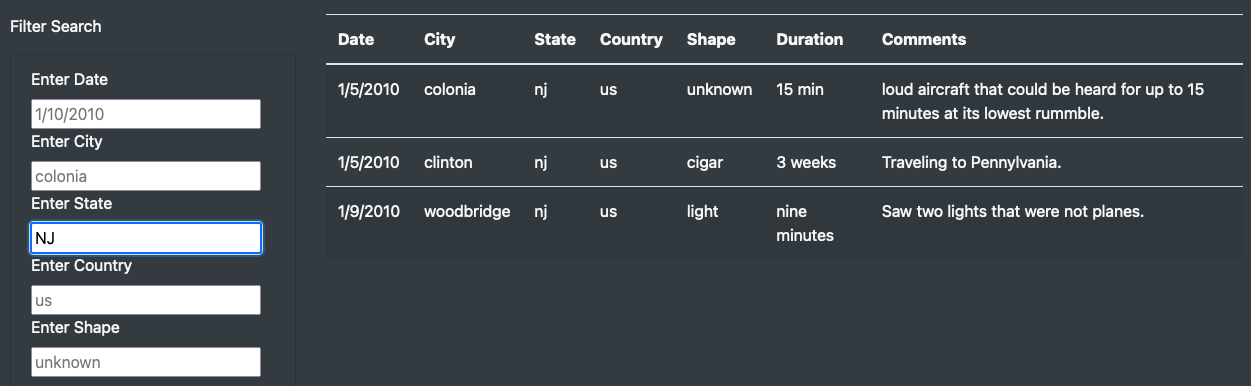 Filter Search
Enter Date
1/10/2010
Enter City
colonia
Enter State
NJ
Enter Country
us
Enter Shape
unknown
Date City State Country Shape Duration Comments
1/5/2010 colonia nj us unknown 15 min loud aircraft that could be heard for up to 15
minutes at its lowest rummble.
1/5/2010 clinton nj us cigar 3 weeks Traveling to Pennylvania.
1/9/2010 woodbridge nj us light nine Saw two lights that were not planes.
minutes